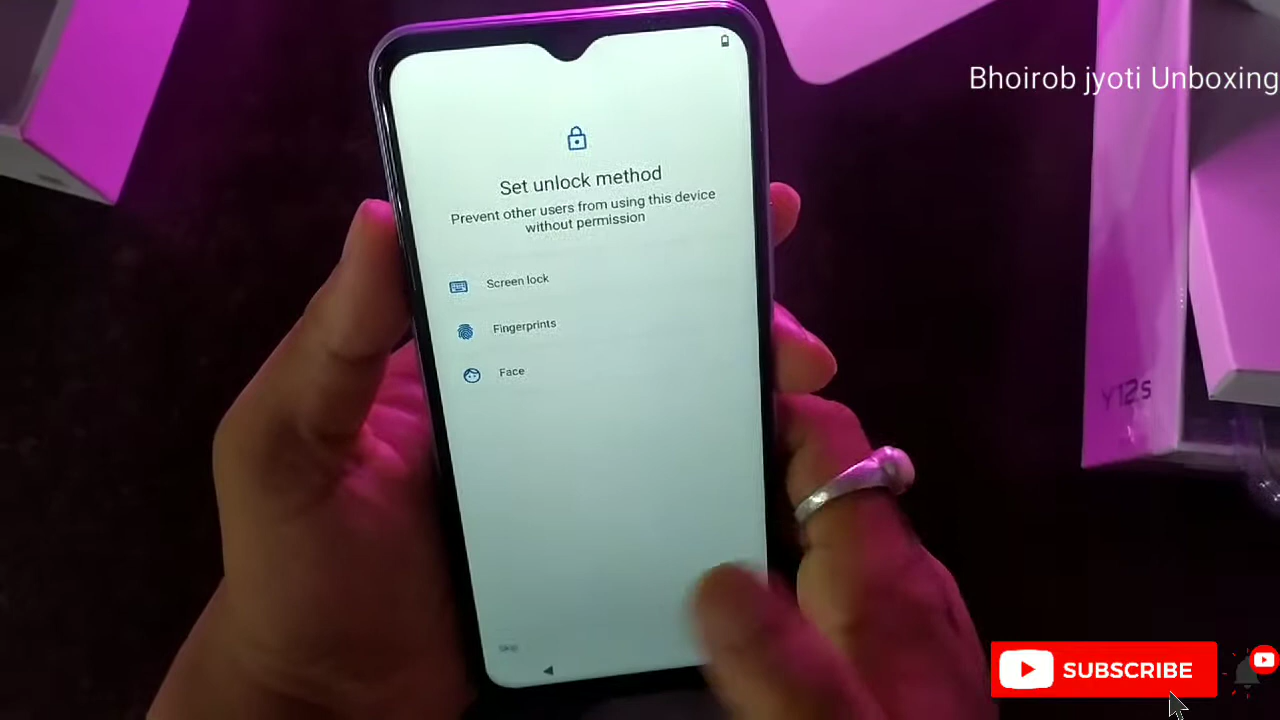 Bhoirob jyoti Unboxing
Set unlock method
Prevent other users from using this device
without permission
Screen lock
Fingerprints
Face
Y12s
Skip
SUBSCRIBE